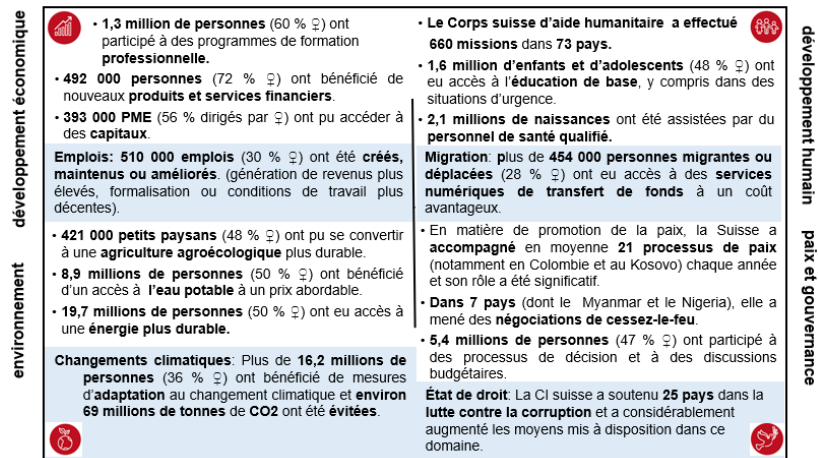 développement économique
• 1,3 million de personnes (60 % ♀) ont
participé à des programmes de formation
professionnelle.
• 492 000 personnes (72 % ♀) ont bénéficié de
nouveaux produits et services financiers.
• 393 000 PME (56 % dirigés par ♀) ont pu accéder à
des capitaux.
Emplois: 510 000 emplois (30 % ♀) ont été créés,
maintenus ou améliorés. (génération de revenus plus
élevés, formalisation ou conditions de travail plus
décentes).
environnement
• 421 000 petits paysans (48 % ♀) ont pu se convertir
à une agriculture agroécologique plus durable.
• 8,9 millions de personnes (50 % ♀) ont bénéficié
d'un accès à l'eau potable à un prix abordable.
• 19,7 millions de personnes (50 % ♀) ont eu accès à
une énergie plus durable.
Changements climatiques: Plus de 16,2 millions de
personnes (36 % ♀) ont bénéficié de mesures
d'adaptation au changement climatique et environ
69 millions de tonnes de CO2 ont été évitées.
développement humain
• Le Corps suisse d'aide humanitaire a effectué
660 missions dans 73 pays.
• 1,6 million d'enfants et d'adolescents (48 % ♀) ont
eu accès à l'éducation de base, y compris dans des
situations d'urgence.
• 2,1 millions de naissances ont été assistées par du
personnel de santé qualifié.
Migration: plus de 454 000 personnes migrantes ou
déplacées (28 % ♀) ont eu accès à des services
numériques de transfert de fonds à un coût
avantageux.
paix et gouvernance
• En matière de promotion de la paix, la Suisse a
accompagné en moyenne 21 processus de paix
(notamment en Colombie et au Kosovo) chaque année
et son rôle a été significatif.
• Dans 7 pays (dont le Myanmar et le Nigeria), elle a
mené des négociations de cessez-le-feu.
• 5,4 millions de personnes (47 % ♀) ont participé à
des processus de décision et à des discussions
budgétaires.
État de droit: La CI suisse a soutenu 25 pays dans la
lutte contre la corruption et a considérablement
augmenté les moyens mis à disposition dans ce
domaine.